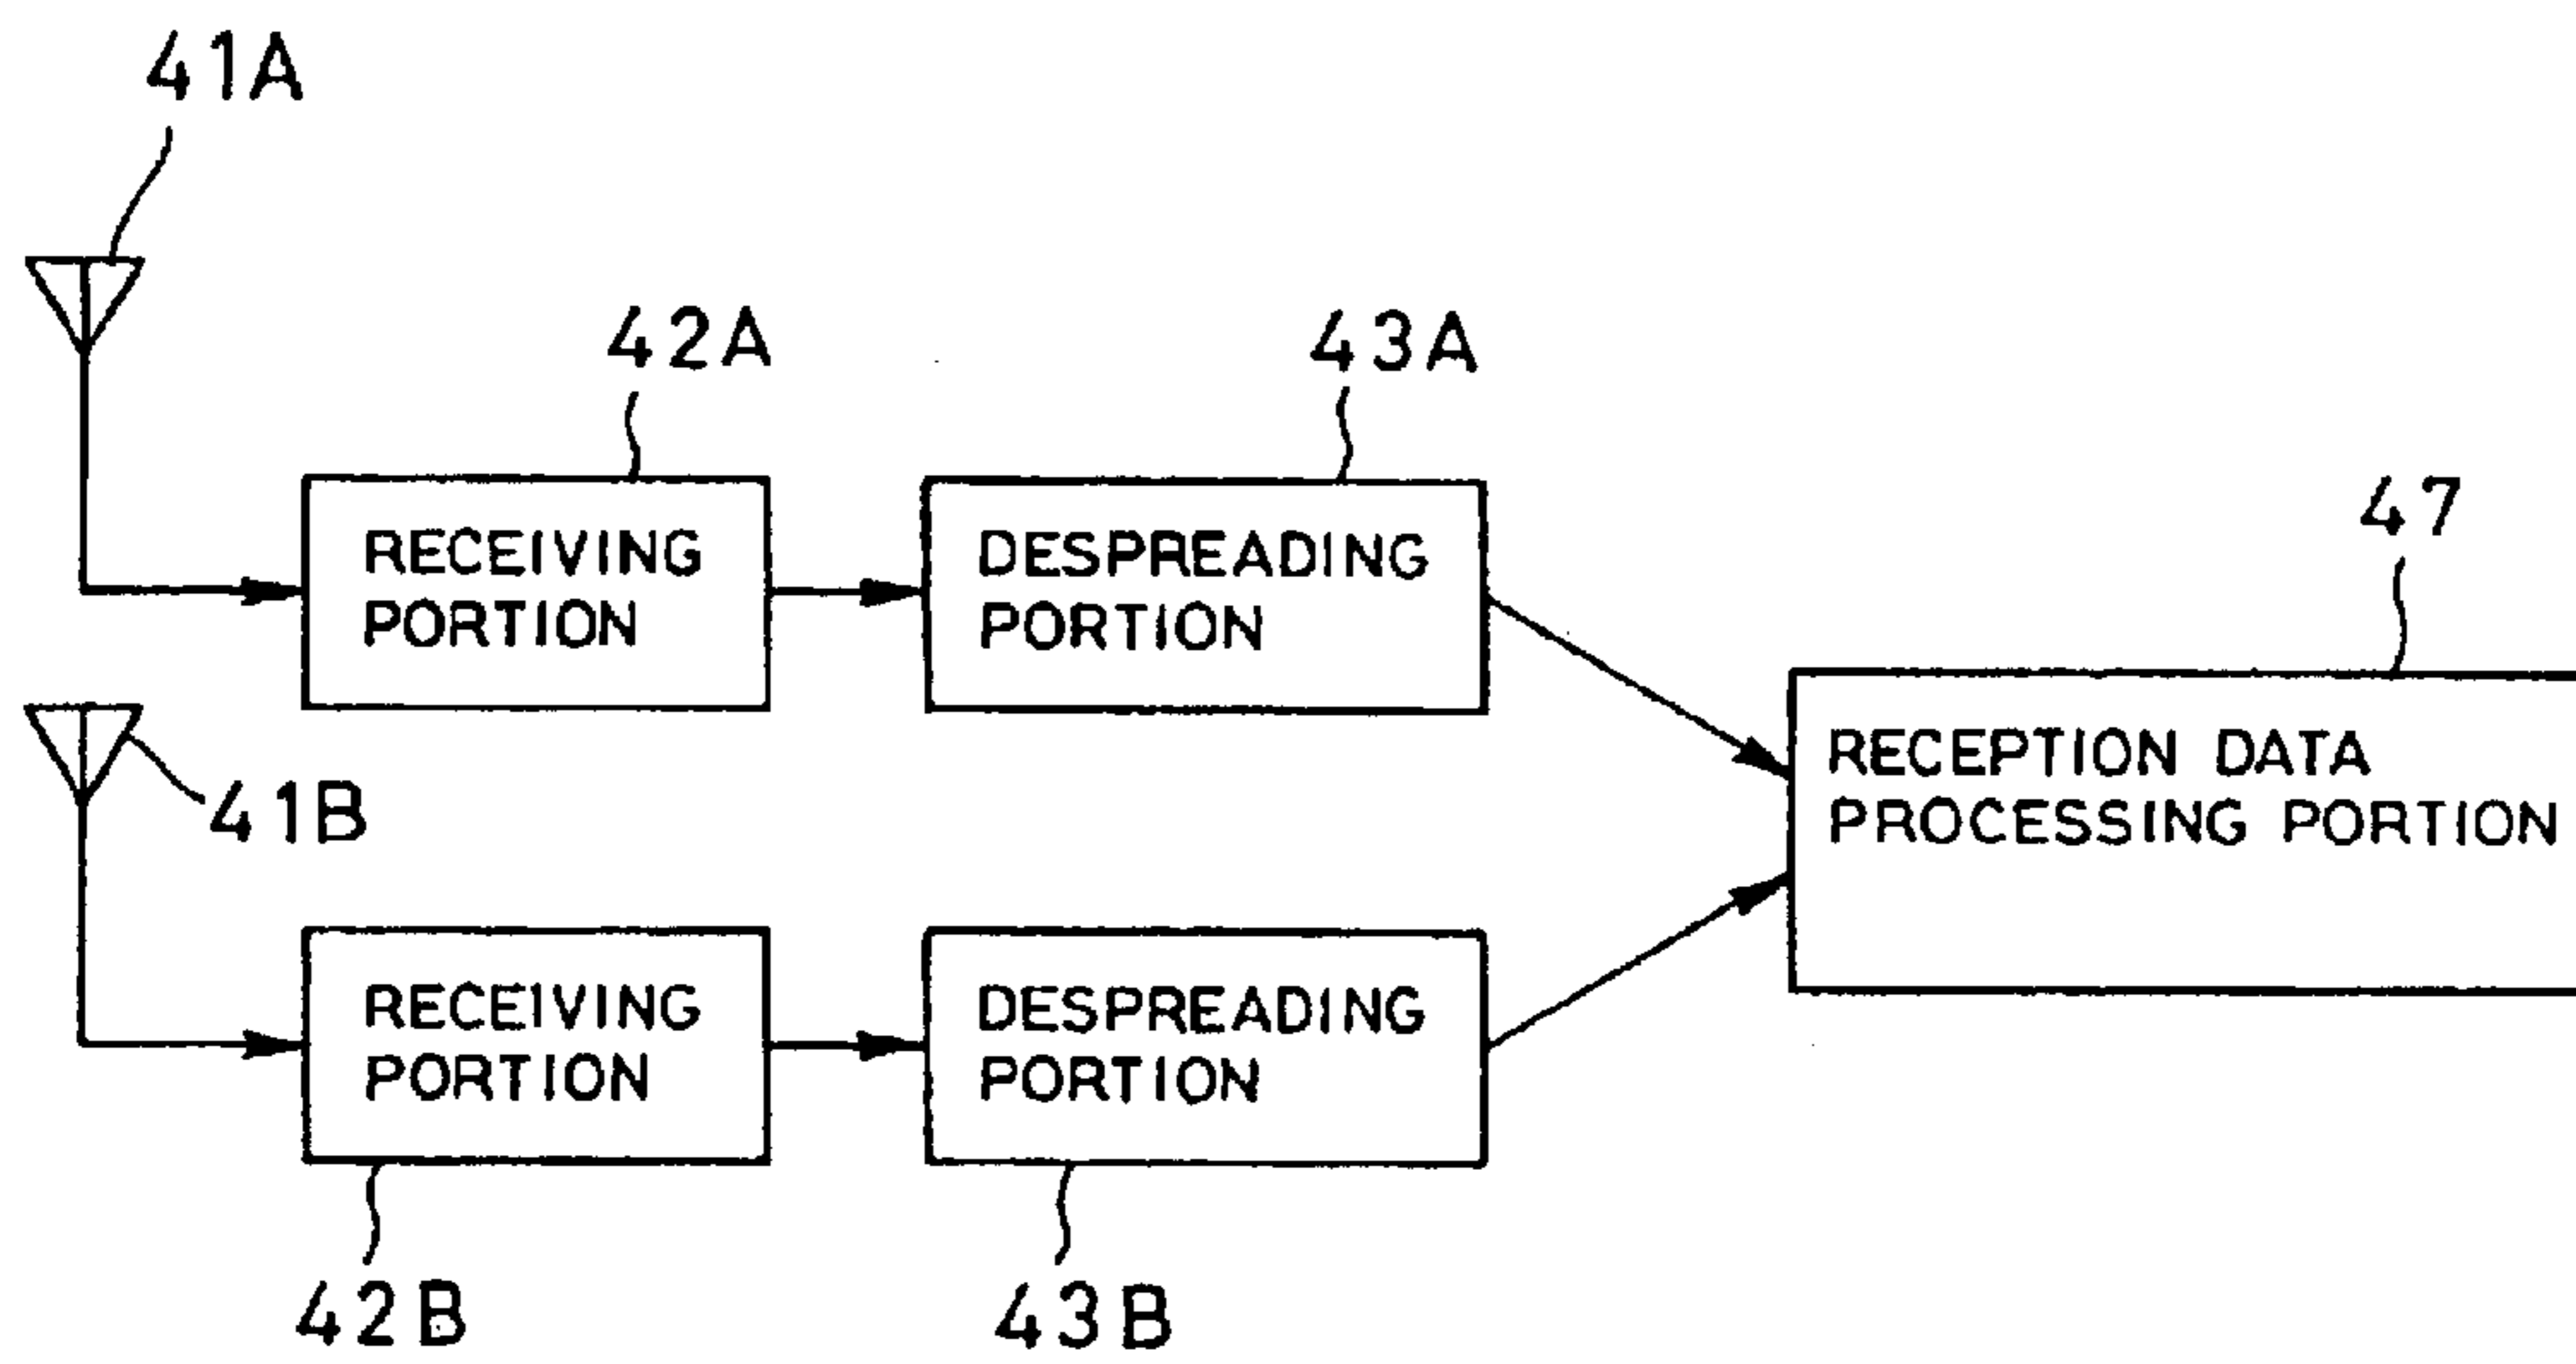 41A
42A
43A
RECEIVING
PORTION
DESPREADING
PORTION
47
RECEPTION DATA
PROCESSING PORTION
41B
RECEIVING
PORTION
DESPREADING
PORTION
42B
43B